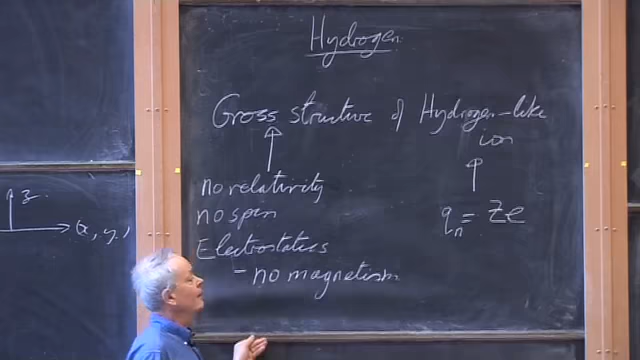 Hydrogen
Gross structure of Hydrogen-like
ion
no relativity
no spin
Electrostatics
- no magnetism
qn = Ze
z
(x, y)